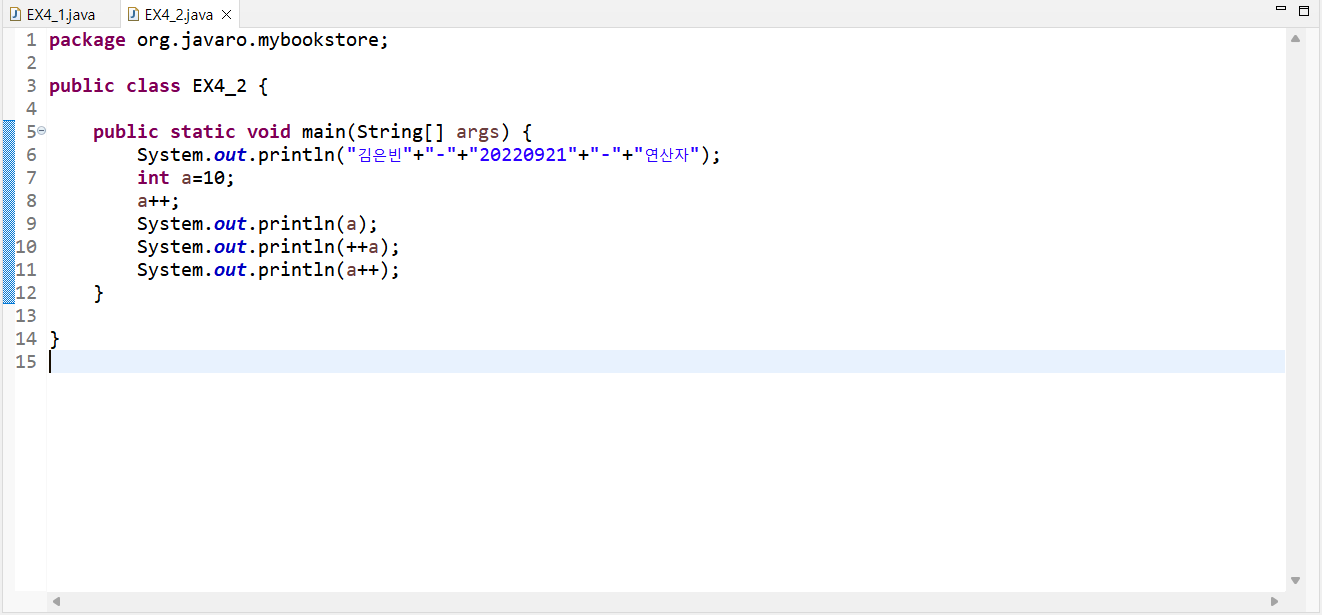 EX4_1.java EX4_2.java
1 package org.javaro.mybookstore;
2
3 public class EX4_2 {
4
5 public static void main(String[] args) {
6 System.out.println("김은빈"+"-"+"20220921"+"-"+"연산자");
7 int a=10;
8 a++;
9 System.out.println(a);
10 System.out.println(++a);
11 System.out.println(a++);
12 }
13
14 }
15